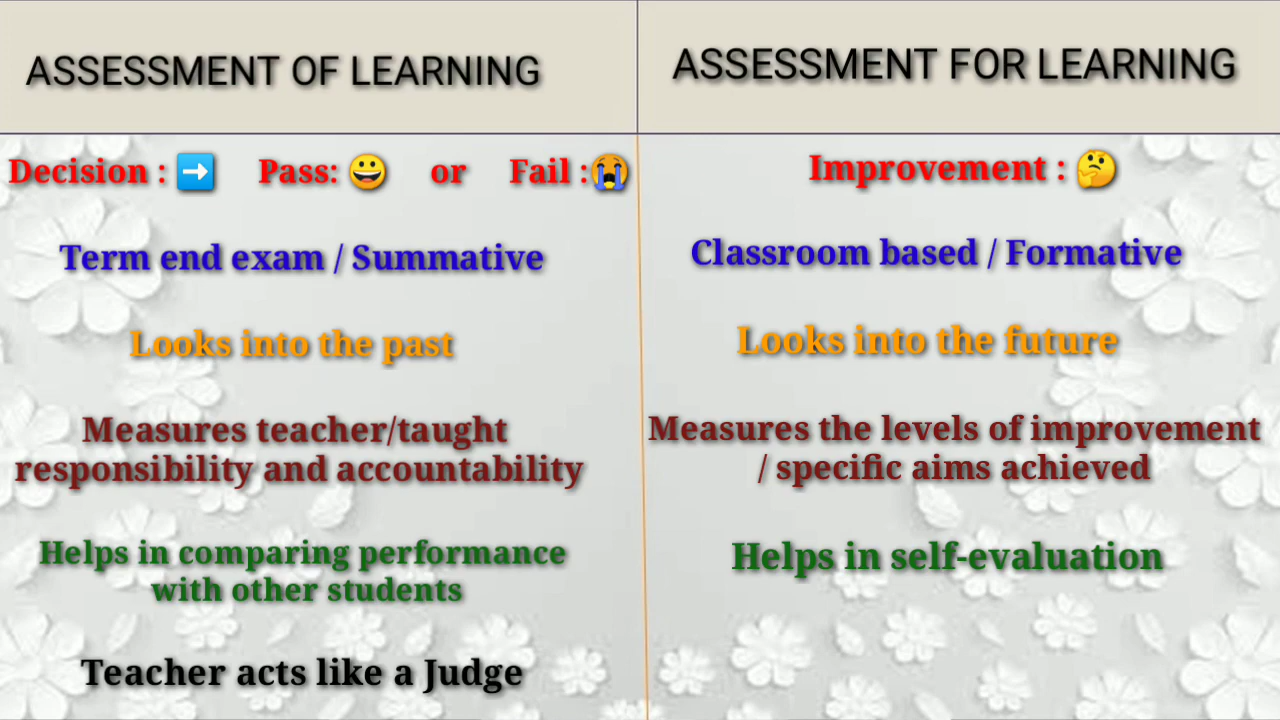 ASSESSMENT OF LEARNING
Decision : ➡️ Pass: 😀 or Fail :😭
Term end exam / Summative
Looks into the past
Measures teacher/taught
responsibility and accountability
Helps in comparing performance
with other students
Teacher acts like a Judge
ASSESSMENT FOR LEARNING
Improvement : 🤔
Classroom based / Formative
Looks into the future
Measures the levels of improvement
/ specific aims achieved
Helps in self-evaluation